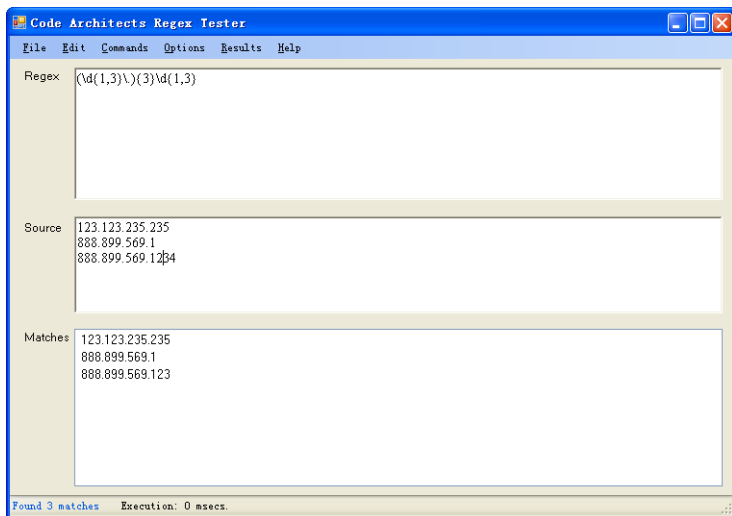 Code Architects Regex Tester
File Edit Commands Options Results Help
Regex
(\d{1,3}\.){3}\d{1,3}
Source
123.123.235.235
888.899.569.1
888.899.569.1234
Matches
123.123.235.235
888.899.569.1
888.899.569.123
Found 3 matches Execution: 0 msecs.